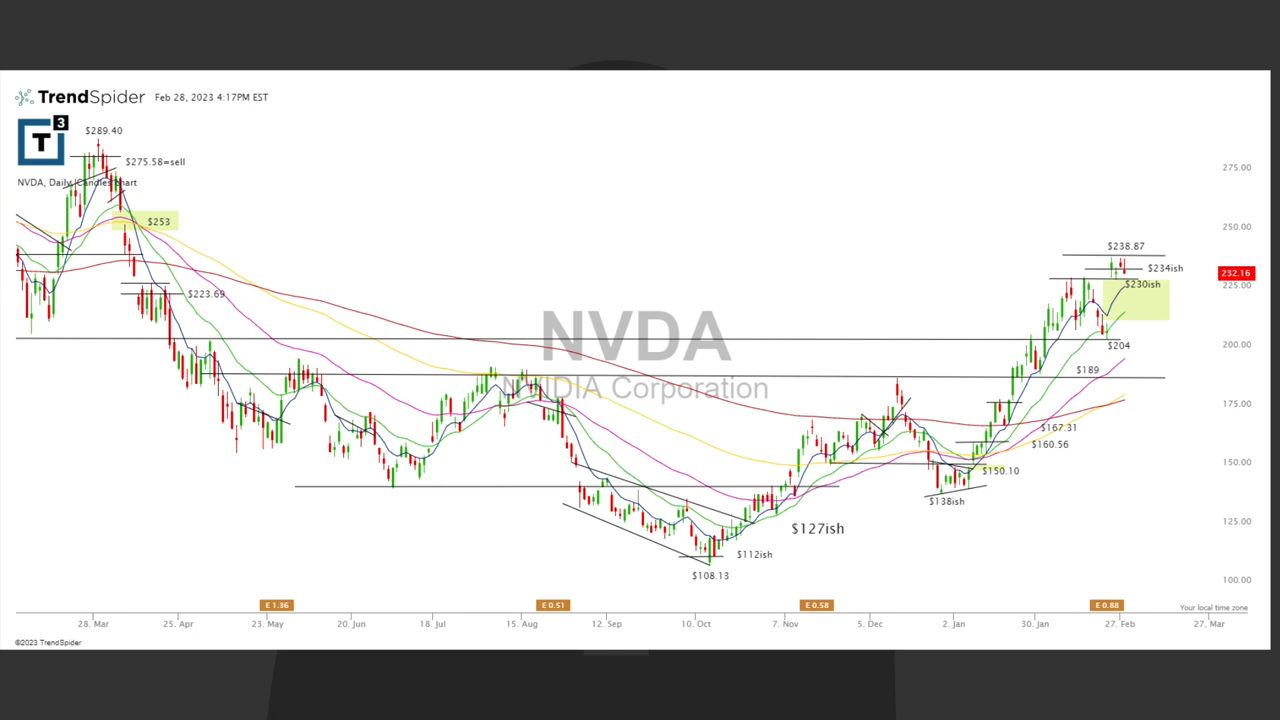 TrendSpider Feb 28, 2023 4:17PM EST
T3
$289.40
$275.58=sell
NVDA, Daily (Candles chart
$253
$223.69
NVDA
NVIDIA Corporation
$238.87
$234ish
$230ish
$204
$189
$167.31
$160.56
$150.10
$138ish
$127ish
$112ish
$108.13
275.00
250.00
232.16
225.00
200.00
175.00
150.00
125.00
100.00
E 1.36
E 0.51
E 0.58
E 0.88
Your local time zone
28. Mar
25. Apr
23. May
20. Jun
18. Jul
15. Aug
12. Sep
10. Oct
7. Nov
5. Dec
2. Jan
30. Jan
27. Feb
27. Mar
©2023 TrendSpider